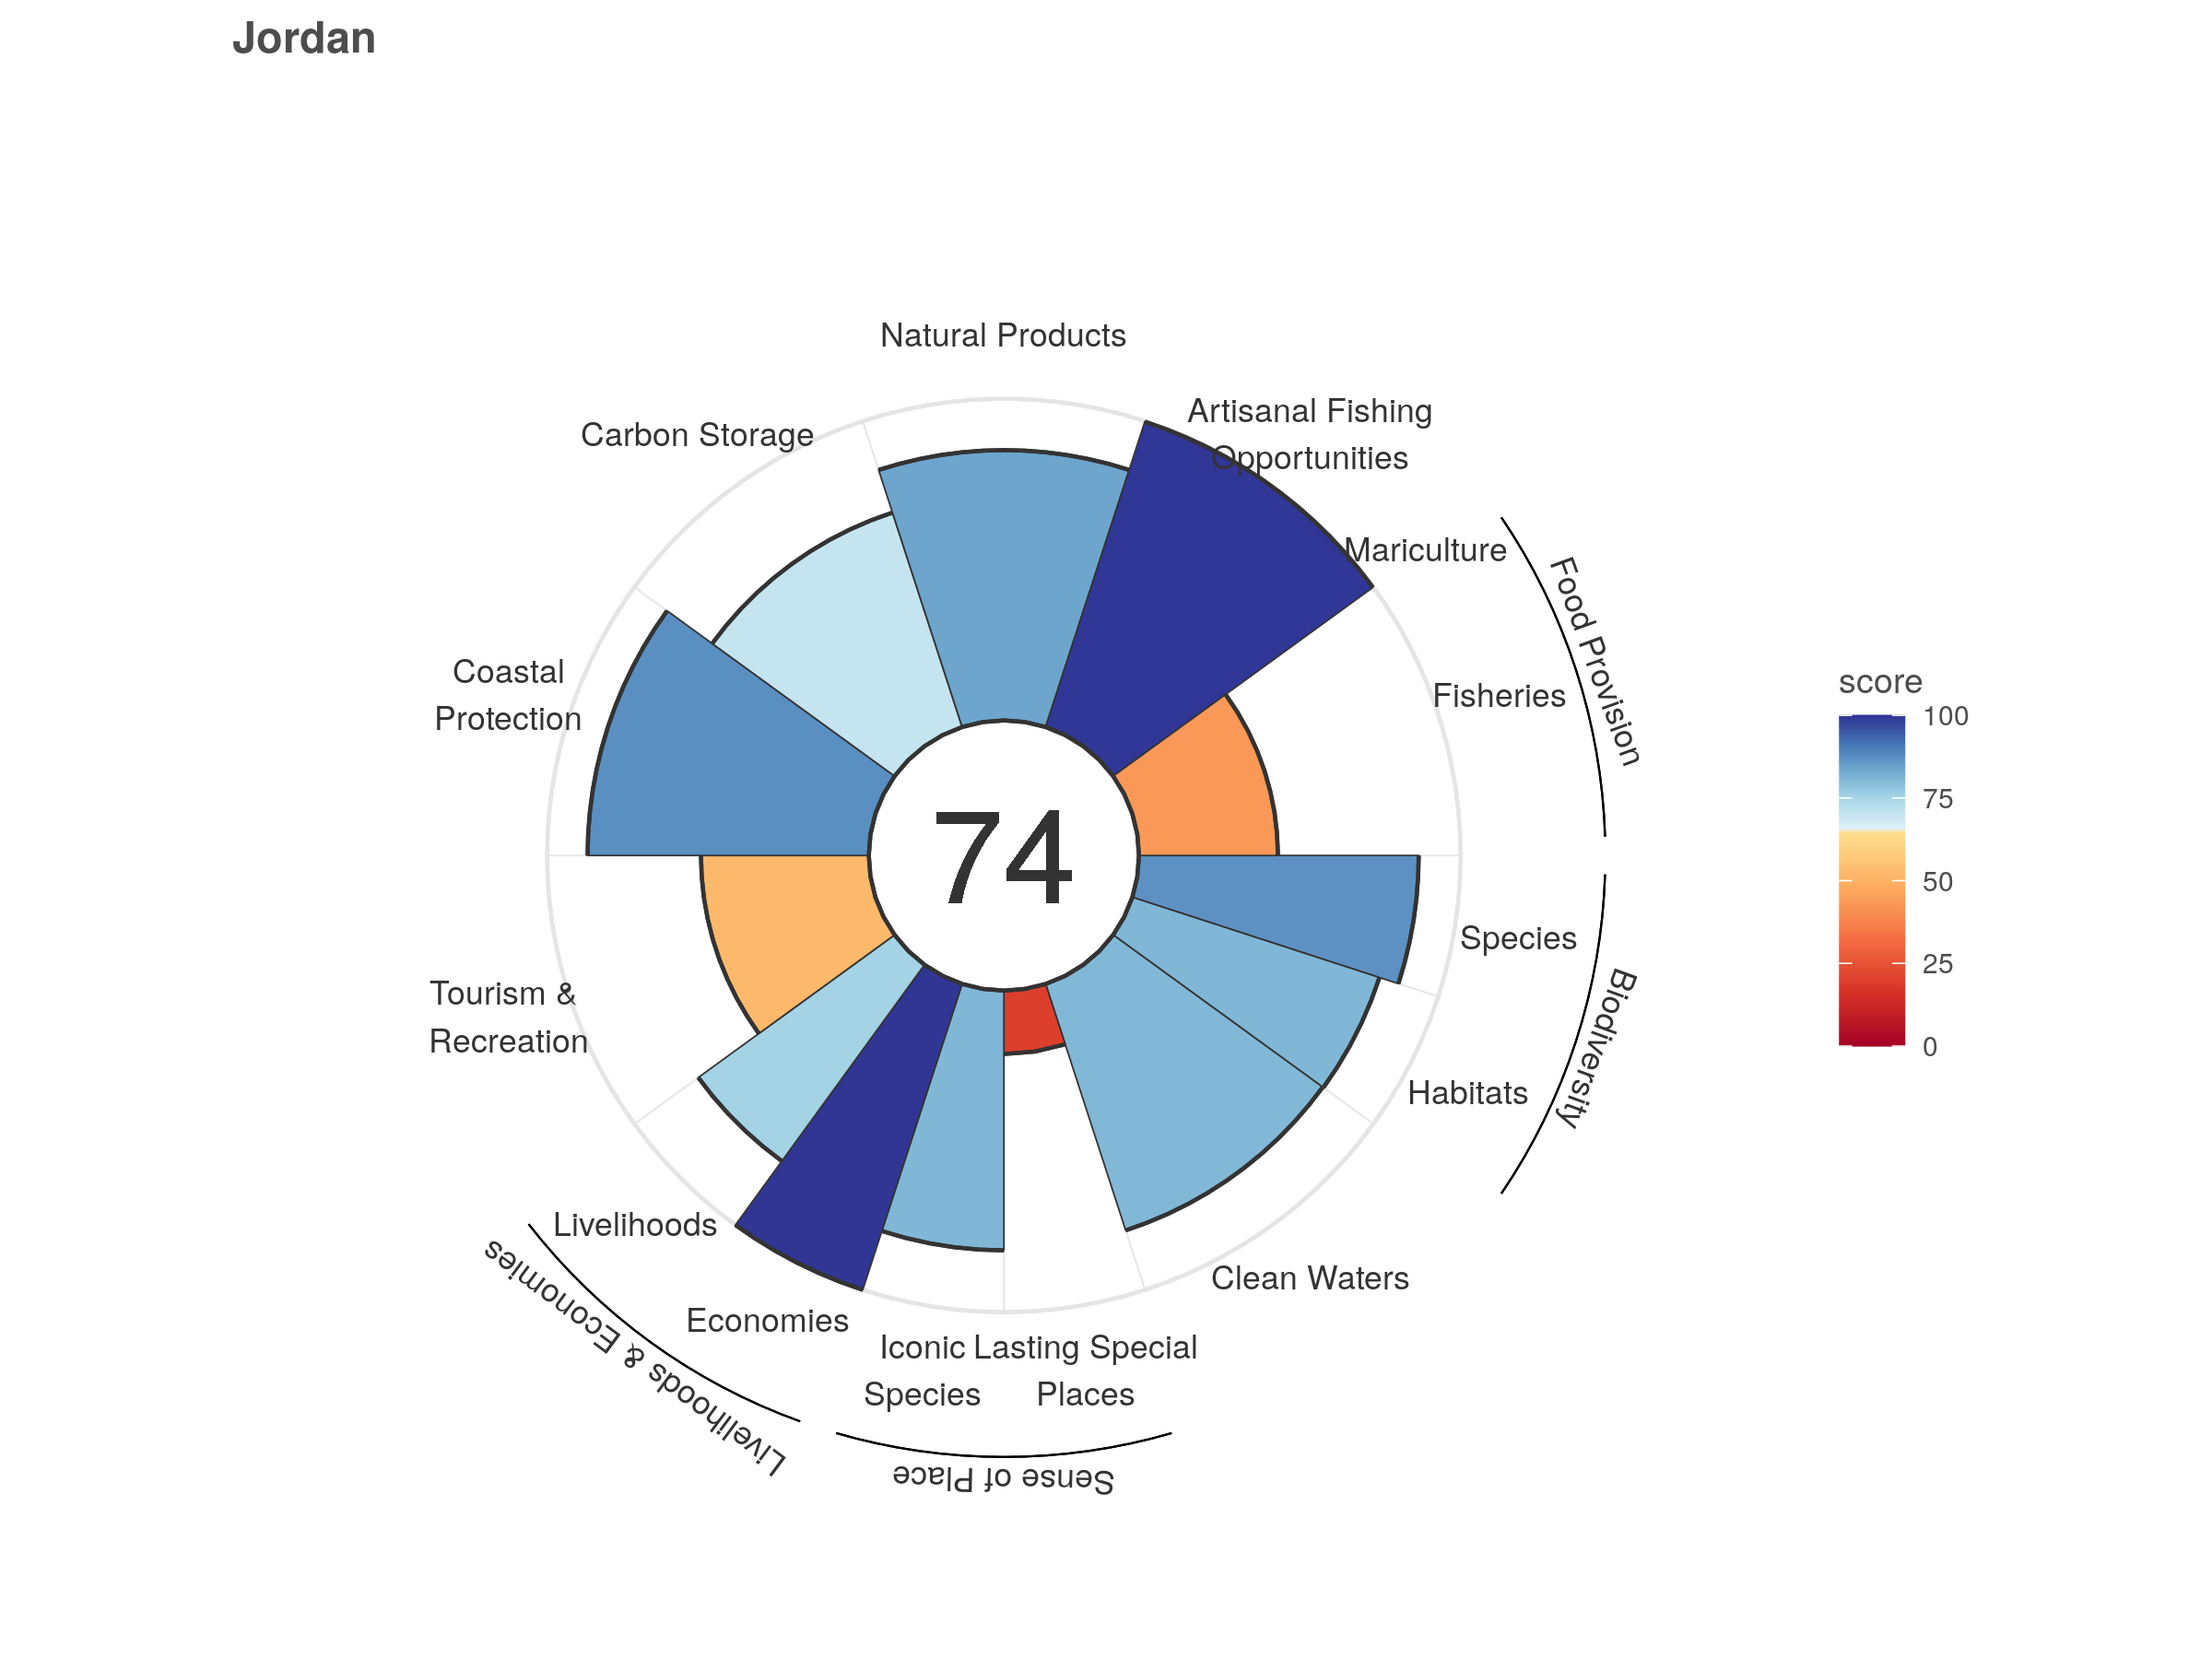 Jordan
Natural Products
Artisanal Fishing
Opportunities
Carbon Storage
Mariculture
Food Provision
Fisheries
Coastal
Protection
score
100
75
50
25
0
74
Species
Biodiversity
Habitats
Tourism &
Recreation
Livelihoods
Livelihoods & Economies
Economies
Clean Waters
Iconic
Species
Lasting Special
Places
Sense of Place